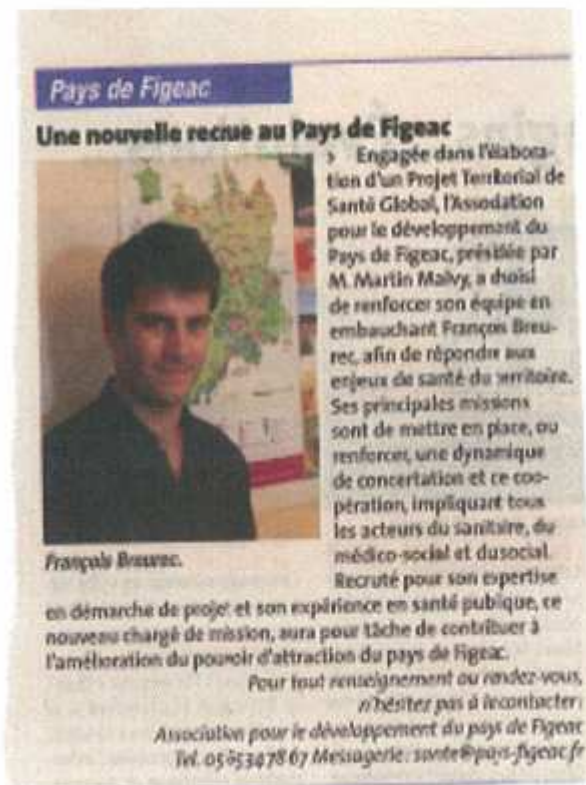 Pays de Figeac
Une nouvelle recrue au Pays de Figeac
› Engagée dans l'élabora-
tion d'un Projet Territorial de
Santé Global, l'Association
pour le développement du
Pays de Figeac, présidée par
M. Martin Malvy, a choisi
de renforcer son équipe en
embauchant François Breu-
rec, afin de répondre aux
enjeux de santé du territoire.
Ses principales missions
sont de mettre en place, ou
renforcer, une dynamique
de concertation et ce coo-
pération, impliquant tous
les acteurs du sanitaire, du
médico-social et du social.
Recruté pour son expertise
en démarche de projet et son expérience en santé publique, ce
nouveau chargé de mission, aura pour tâche de contribuer à
l'amélioration du pouvoir d'attraction du pays de Figeac.
François Breurec.
Pour tout renseignement ou rendez-vous,
n'hésitez pas à le contacter:
Association pour le développement du pays de Figeac
Tel. 05 65 34 78 67 Messagerie: sante@pays-figeac.fr